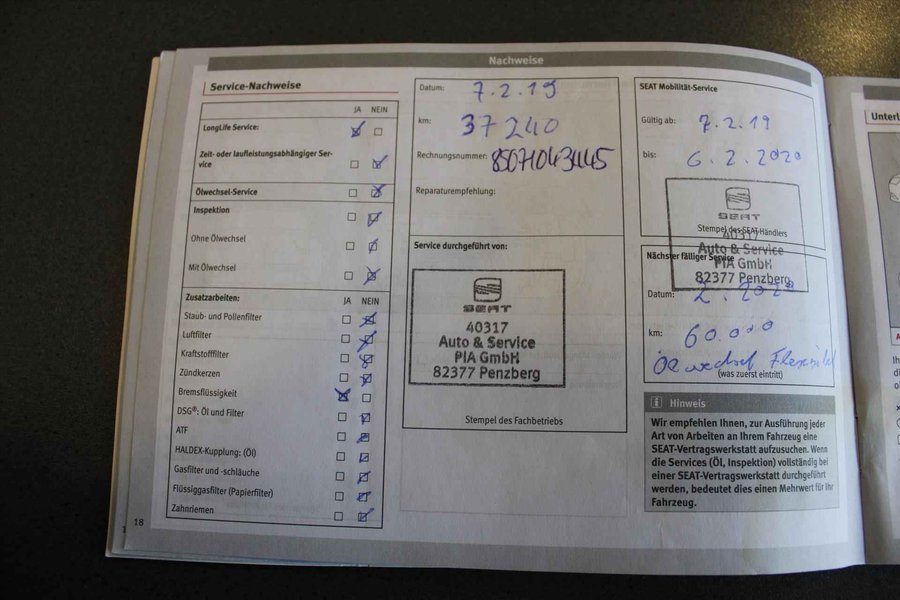 Nachweise
Service-Nachweise
JA NEIN
LongLife Service:
Zeit- oder laufleistungsabhängiger Ser-
vice
Ölwechsel-Service
Inspektion
Ohne Ölwechsel
Mit Ölwechsel
Zusatzarbeiten: JA NEIN
Staub- und Pollenfilter
Luftfilter
Kraftstofffilter
Zündkerzen
Bremsflüssigkeit
DSG®: Öl und Filter
ATF
HALDEX-Kupplung: (Öl)
Gasfilter und -schläuche
Flüssiggasfilter (Papierfilter)
Zahnriemen
18
Datum: 7.2.19
km: 37240
Rechnungsnummer: 850710434445
Reparaturempfehlung:
Service durchgeführt von:
SEAT
40317
Auto & Service
PIA GmbH
82377 Penzberg
Stempel des Fachbetriebs
SEAT Mobilität-Service
Gültig ab: 7.2.19
bis: 6.2.2020
SEAT
Stempel des SEAT-Händlers
40317
Auto & Service
Nächster fälliger Service
PIA GmbH
82377 Penzberg
Datum: 2.2020
km: 60.000
Ölwechsel
(was zuerst eintritt)
Hinweis
Wir empfehlen Ihnen, zur Ausführung jeder
Art von Arbeiten an Ihrem Fahrzeug eine
SEAT-Vertragswerkstatt aufzusuchen. Wenn
die Services (Öl, Inspektion) vollständig bei
einer SEAT-Vertragswerkstatt durchgeführt
werden, bedeutet dies einen Mehrwert für Ihr
Fahrzeug.